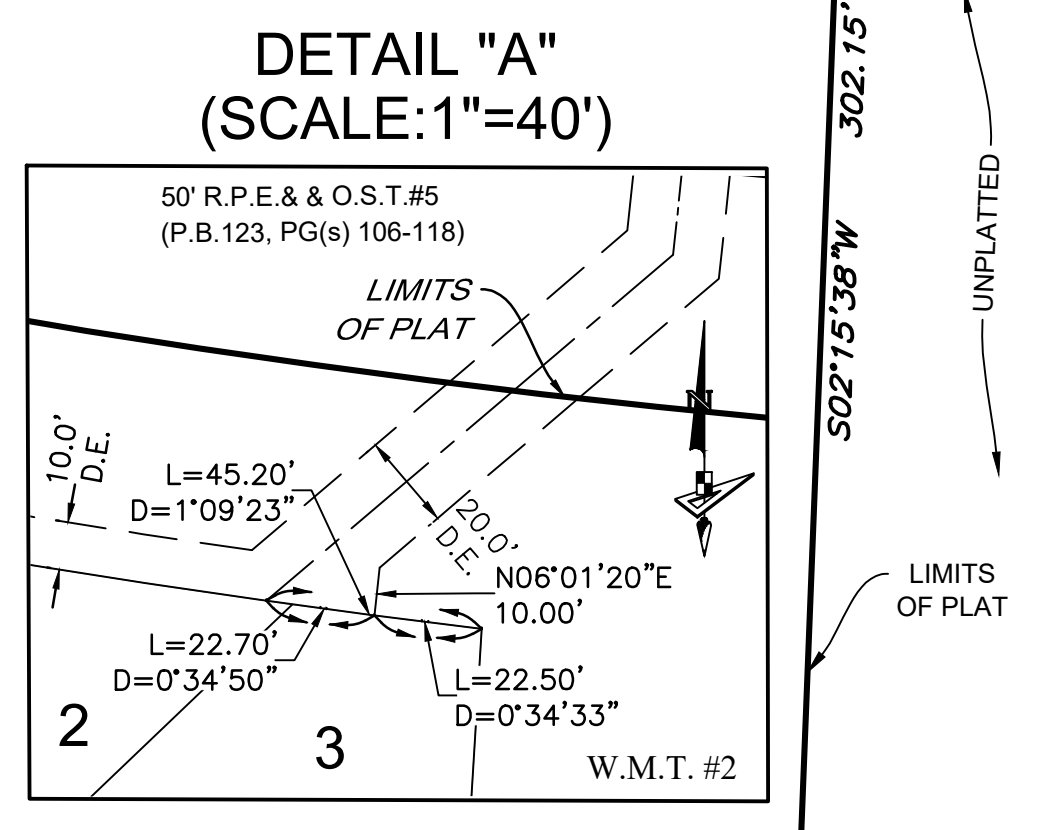 DETAIL "A"
(SCALE:1"=40')
50' R.P.E.& & O.S.T.#5
(P.B.123, PG(s) 106-118)
LIMITS
OF PLAT
N
10.0'
D.E.
L=45.20'
D=1°09'23"
20.0'
D.E.
N06°01'20"E
10.00'
L=22.70'
D=0°34'50"
L=22.50'
D=0°34'33"
2
3
W.M.T. #2
302.15'
S02°15'38"W
UNPLATTED
LIMITS
OF PLAT